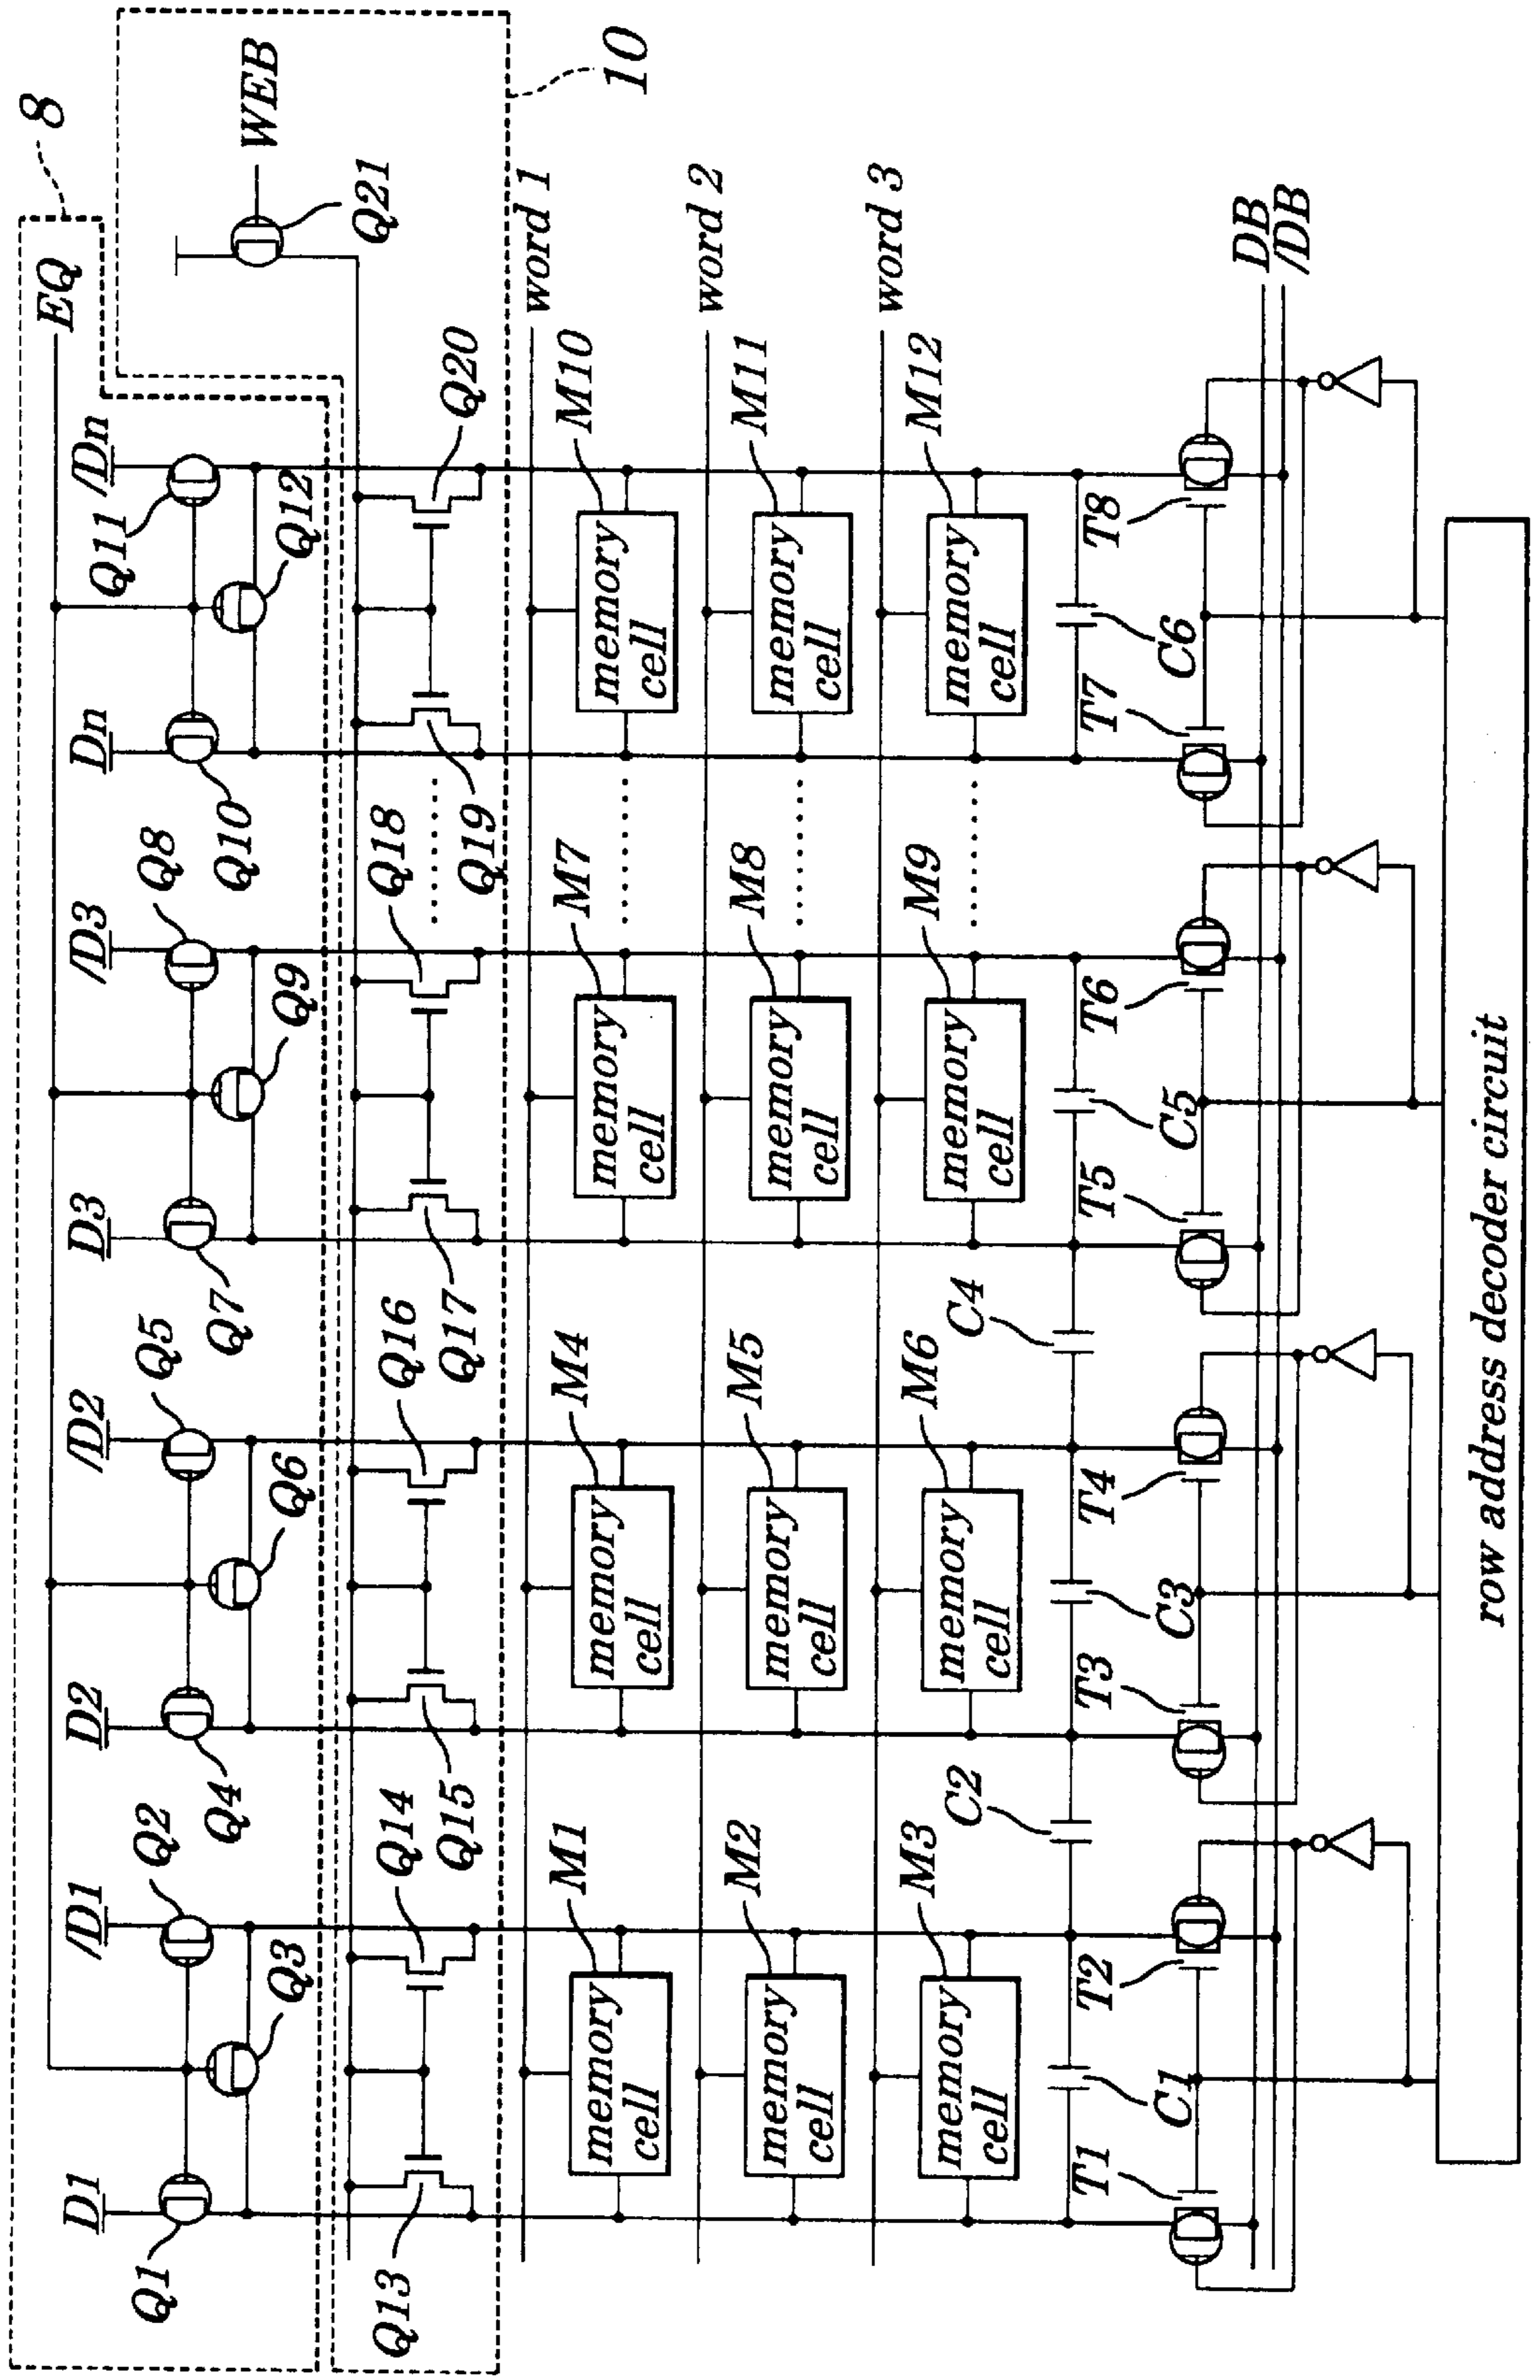 8
EQ
WEB
10
Q21
D1
/D1
D2
/D2
D3
/D3
Dn
/Dn
Q1
Q2
Q3
Q4
Q5
Q6
Q7
Q8
Q9
Q10
Q11
Q12
Q13
Q14
Q15
Q16
Q17
Q18
Q19
Q20
word 1
M1
memory
cell
M4
memory
cell
M7
memory
cell
M10
memory
cell
word 2
M2
memory
cell
M5
memory
cell
M8
memory
cell
M11
memory
cell
word 3
M3
memory
cell
M6
memory
cell
M9
memory
cell
M12
memory
cell
C1
C2
C3
C4
C5
C6
T1
T2
T3
T4
T5
T6
T7
T8
DB
/DB
row address decoder circuit